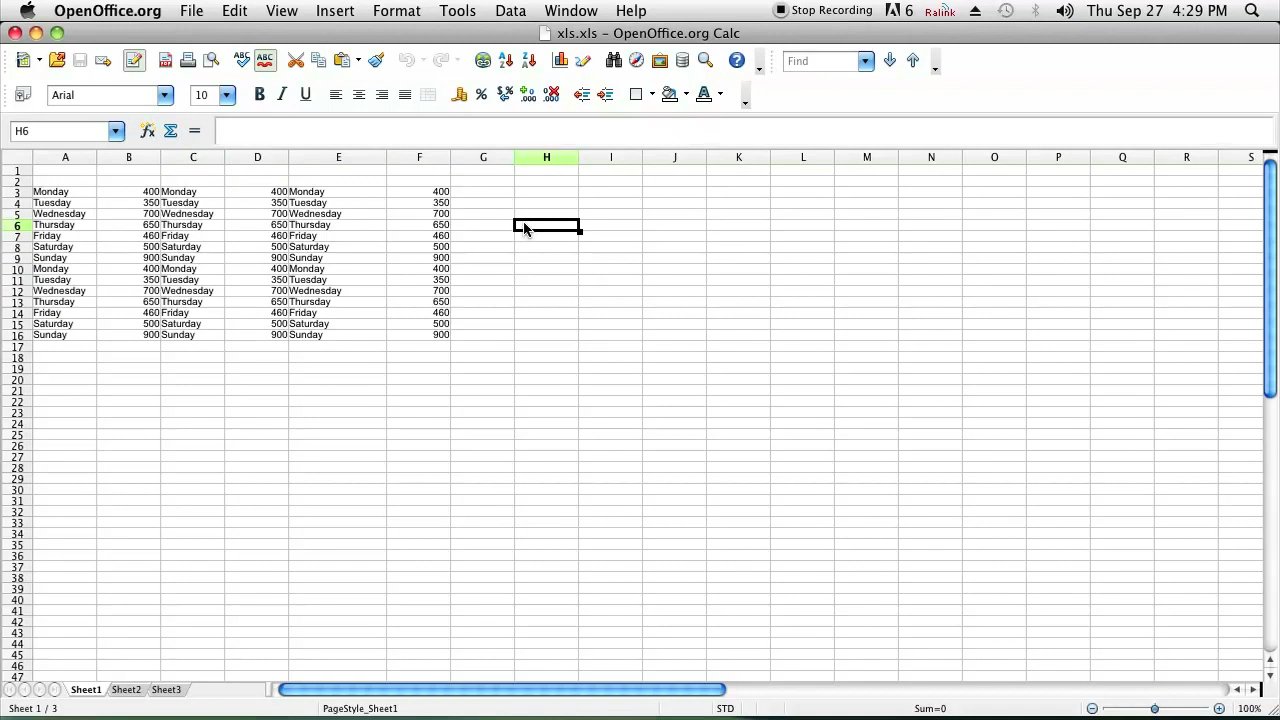 OpenOffice.org File Edit View Insert Format Tools Data Window Help Stop Recording 6 Ralink Thu Sep 27 4:29 PM
xls.xls – OpenOffice.org Calc
ABC ABC Find
Arial 10 B I U
H6
A B C D E F G H I J K L M N O P Q R S
1
2
3 Monday 400 Monday 400 Monday 400
4 Tuesday 350 Tuesday 350 Tuesday 350
5 Wednesday 700 Wednesday 700 Wednesday 700
6 Thursday 650 Thursday 650 Thursday 650
7 Friday 460 Friday 460 Friday 460
8 Saturday 500 Saturday 500 Saturday 500
9 Sunday 900 Sunday 900 Sunday 900
10 Monday 400 Monday 400 Monday 400
11 Tuesday 350 Tuesday 350 Tuesday 350
12 Wednesday 700 Wednesday 700 Wednesday 700
13 Thursday 650 Thursday 650 Thursday 650
14 Friday 460 Friday 460 Friday 460
15 Saturday 500 Saturday 500 Saturday 500
16 Sunday 900 Sunday 900 Sunday 900
17
18
19
20
21
22
23
24
25
26
27
28
29
30
31
32
33
34
35
36
37
38
39
40
41
42
43
44
45
46
47
Sheet1 Sheet2 Sheet3
Sheet 1 / 3 PageStyle_Sheet1 STD Sum=0 100%